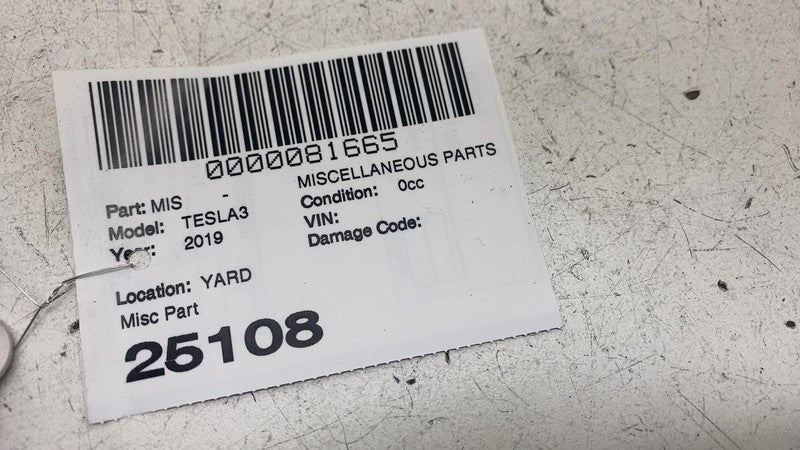 0000081665
MISCELLANEOUS PARTS
Part: MIS -
Condition: 0cc
Model: TESLA3
VIN:
Year: 2019
Damage Code:
Location: YARD
Misc Part
25108